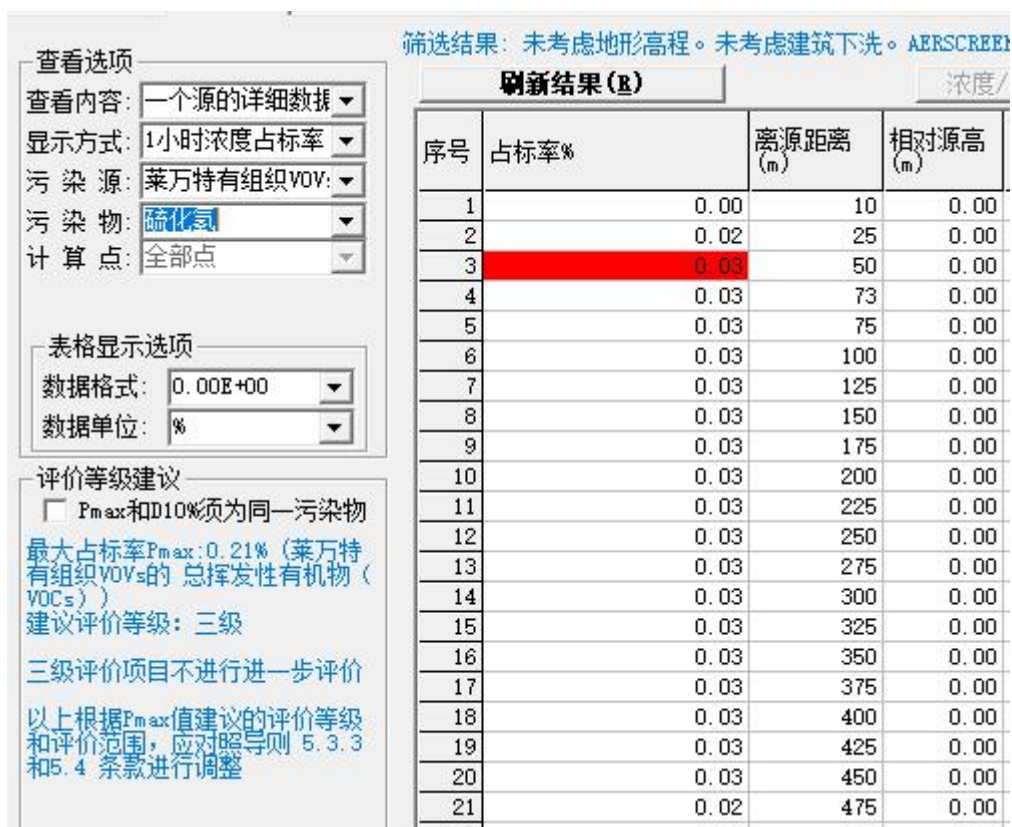 查看选项
查看内容: 一个源的详细数据
显示方式: 1小时浓度占标率
污 染 源: 莱万特有组织VOV
污 染 物: 硫化氢
计 算 点: 全部点
表格显示选项
数据格式: 0.00E+00
数据单位: %
评价等级建议
Pmax和D10%须为同一污染物
最大占标率Pmax:0.21% (莱万特
有组织VOVs的 总挥发性有机物 (
VOCs) )
建议评价等级: 三级
三级评价项目不进行进一步评价
以上根据Pmax值建议的评价等级
和评价范围,应对照导则 5.3.3
和5.4 条款进行调整
筛选结果: 未考虑地形高程。未考虑建筑下洗。AERSCREEN
刷新结果(R)
浓度/
序号 占标率% 离源距离(m) 相对源高(m)
1 0.00 10 0.00
2 0.02 25 0.00
3 0.03 50 0.00
4 0.03 73 0.00
5 0.03 75 0.00
6 0.03 100 0.00
7 0.03 125 0.00
8 0.03 150 0.00
9 0.03 175 0.00
10 0.03 200 0.00
11 0.03 225 0.00
12 0.03 250 0.00
13 0.03 275 0.00
14 0.03 300 0.00
15 0.03 325 0.00
16 0.03 350 0.00
17 0.03 375 0.00
18 0.03 400 0.00
19 0.03 425 0.00
20 0.03 450 0.00
21 0.02 475 0.00